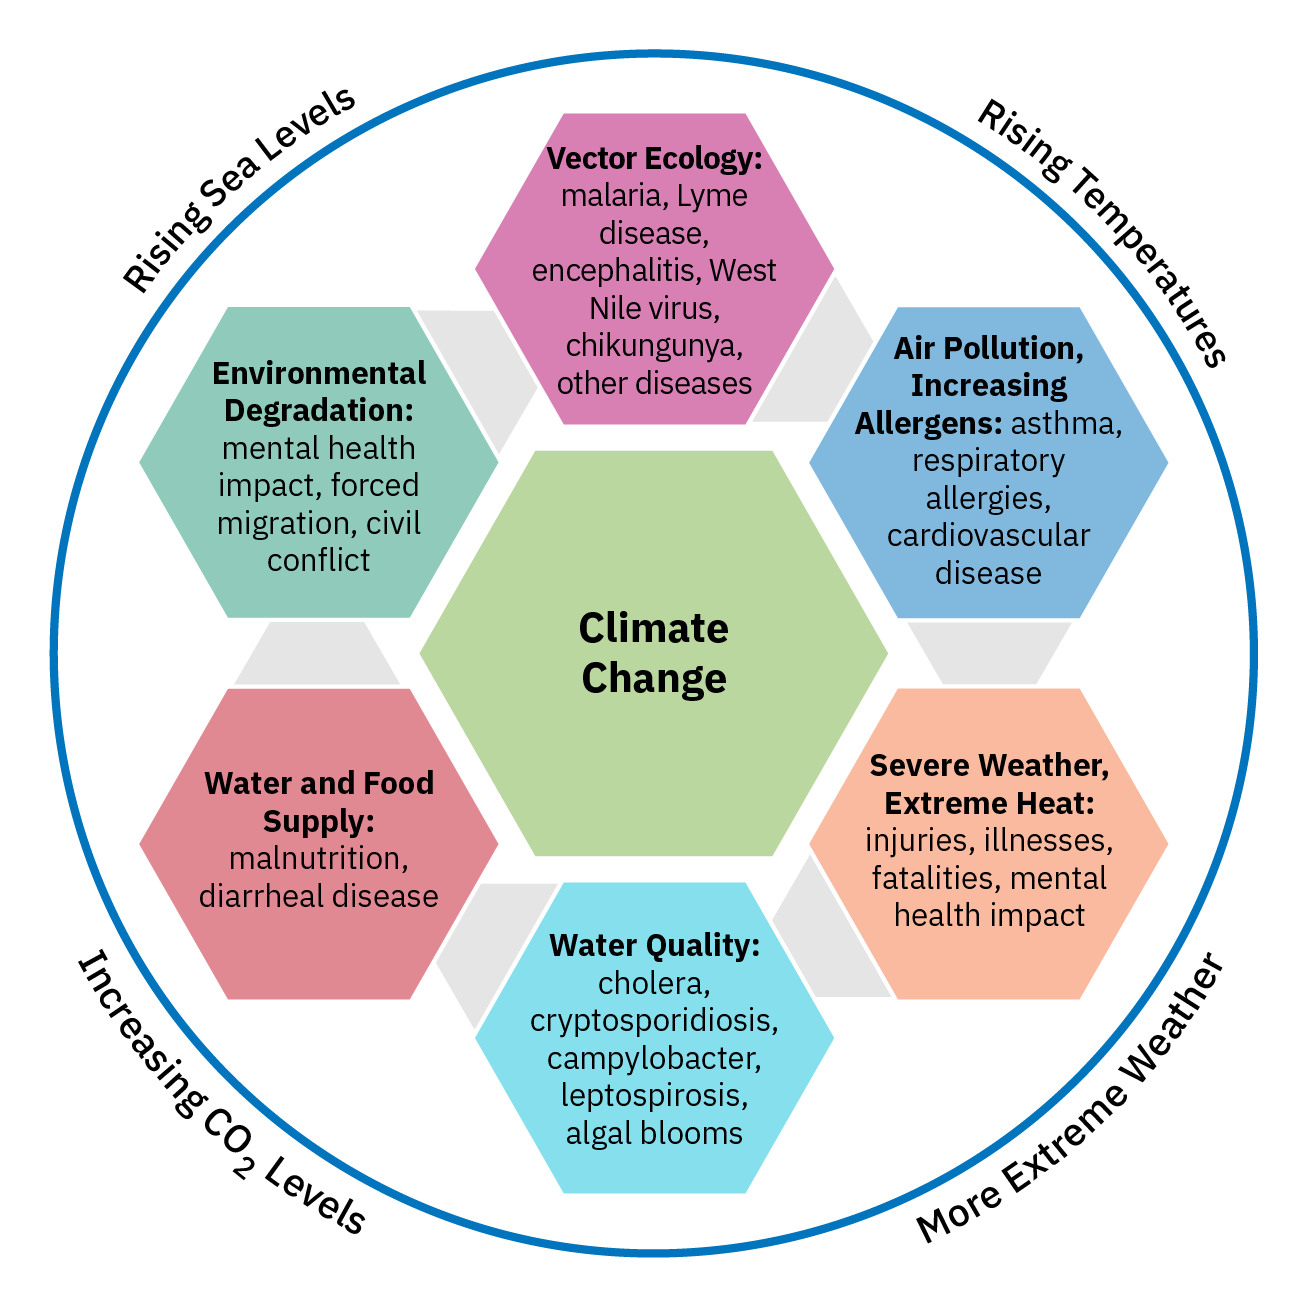 Rising Sea Levels
Rising Temperatures
Vector Ecology:
malaria, Lyme
disease,
encephalitis, West
Nile virus,
chikungunya,
other diseases
Environmental
Degradation:
mental health
impact, forced
migration, civil
conflict
Air Pollution,
Increasing
Allergens: asthma,
respiratory
allergies,
cardiovascular
disease
Climate
Change
Water and Food
Supply:
malnutrition,
diarrheal disease
Severe Weather,
Extreme Heat:
injuries, illnesses,
fatalities, mental
health impact
Water Quality:
cholera,
cryptosporidiosis,
campylobacter,
leptospirosis,
algal blooms
Increasing CO₂ Levels
More Extreme Weather